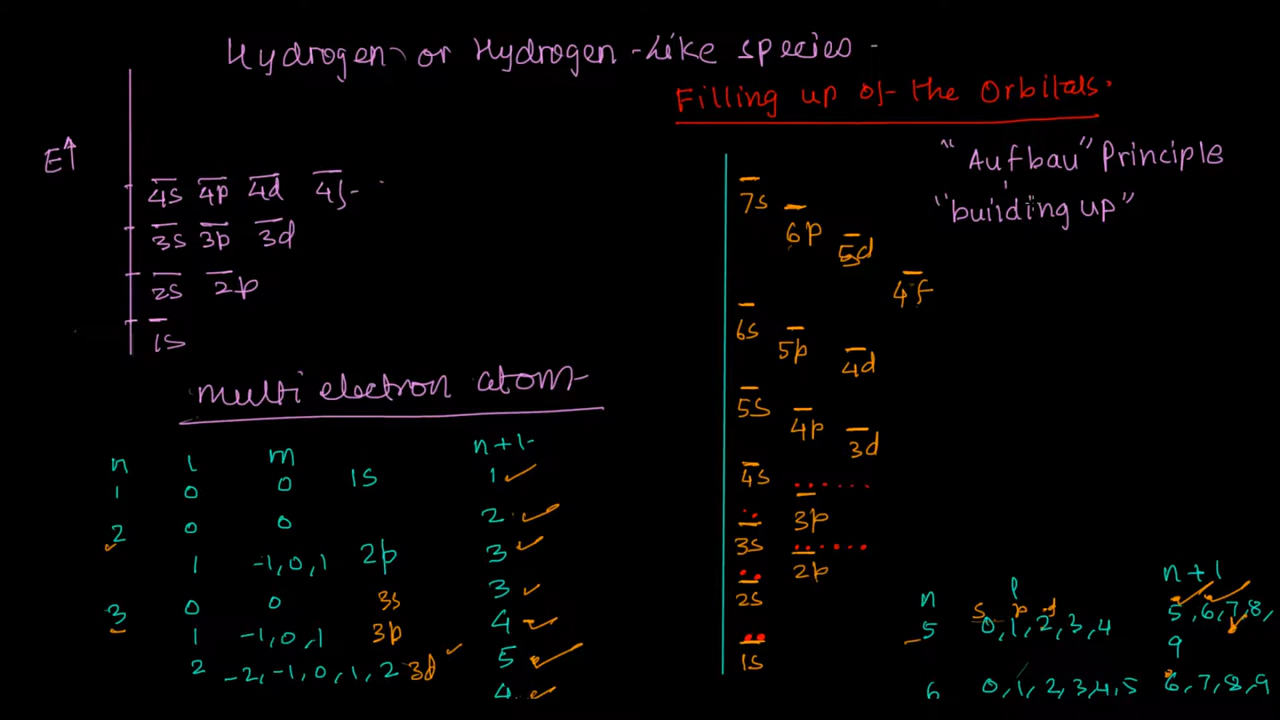 Hydrogen or Hydrogen-like species
Filling up of the Orbitals.
"Aufbau" Principle
"building up"
E↑
4s 4p 4d 4f
3s 3p 3d
2s 2p
1s
multi electron atom
n l m n+l
1 0 0 1s 1
2 0 0 2
1 -1,0,1 2p 3
3 0 0 3s 3
1 -1,0,1 3p 4
2 -2,-1,0,1,2 3d 5
4
7s
6p
5d
4f
6s
5p
4d
5s
4p
3d
4s
3p
3s
2p
2s
1s
n l n+l
s p d
5 0,1,2,3,4 5,6,7,8,
9
6 0,1,2,3,4,5 6,7,8,9